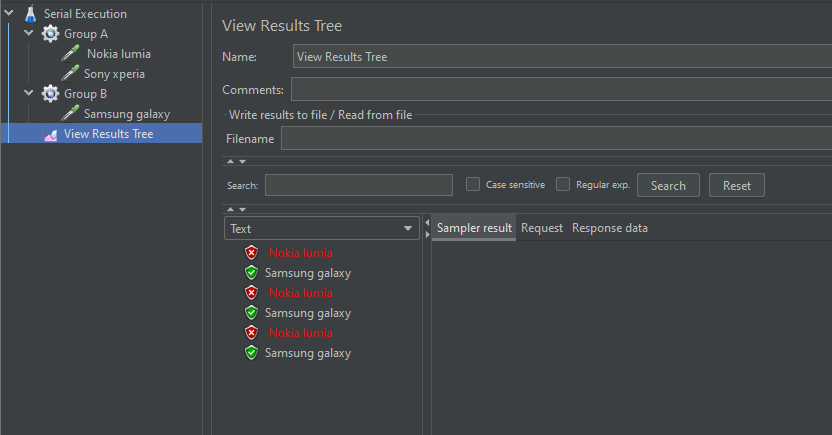 Serial Execution
Group A
Nokia lumia
Sony xperia
Group B
Samsung galaxy
View Results Tree
View Results Tree
Name: View Results Tree
Comments:
Write results to file / Read from file
Filename
Search: Case sensitive Regular exp. Search Reset
Text
Sampler result Request Response data
Nokia lumia
Samsung galaxy
Nokia lumia
Samsung galaxy
Nokia lumia
Samsung galaxy